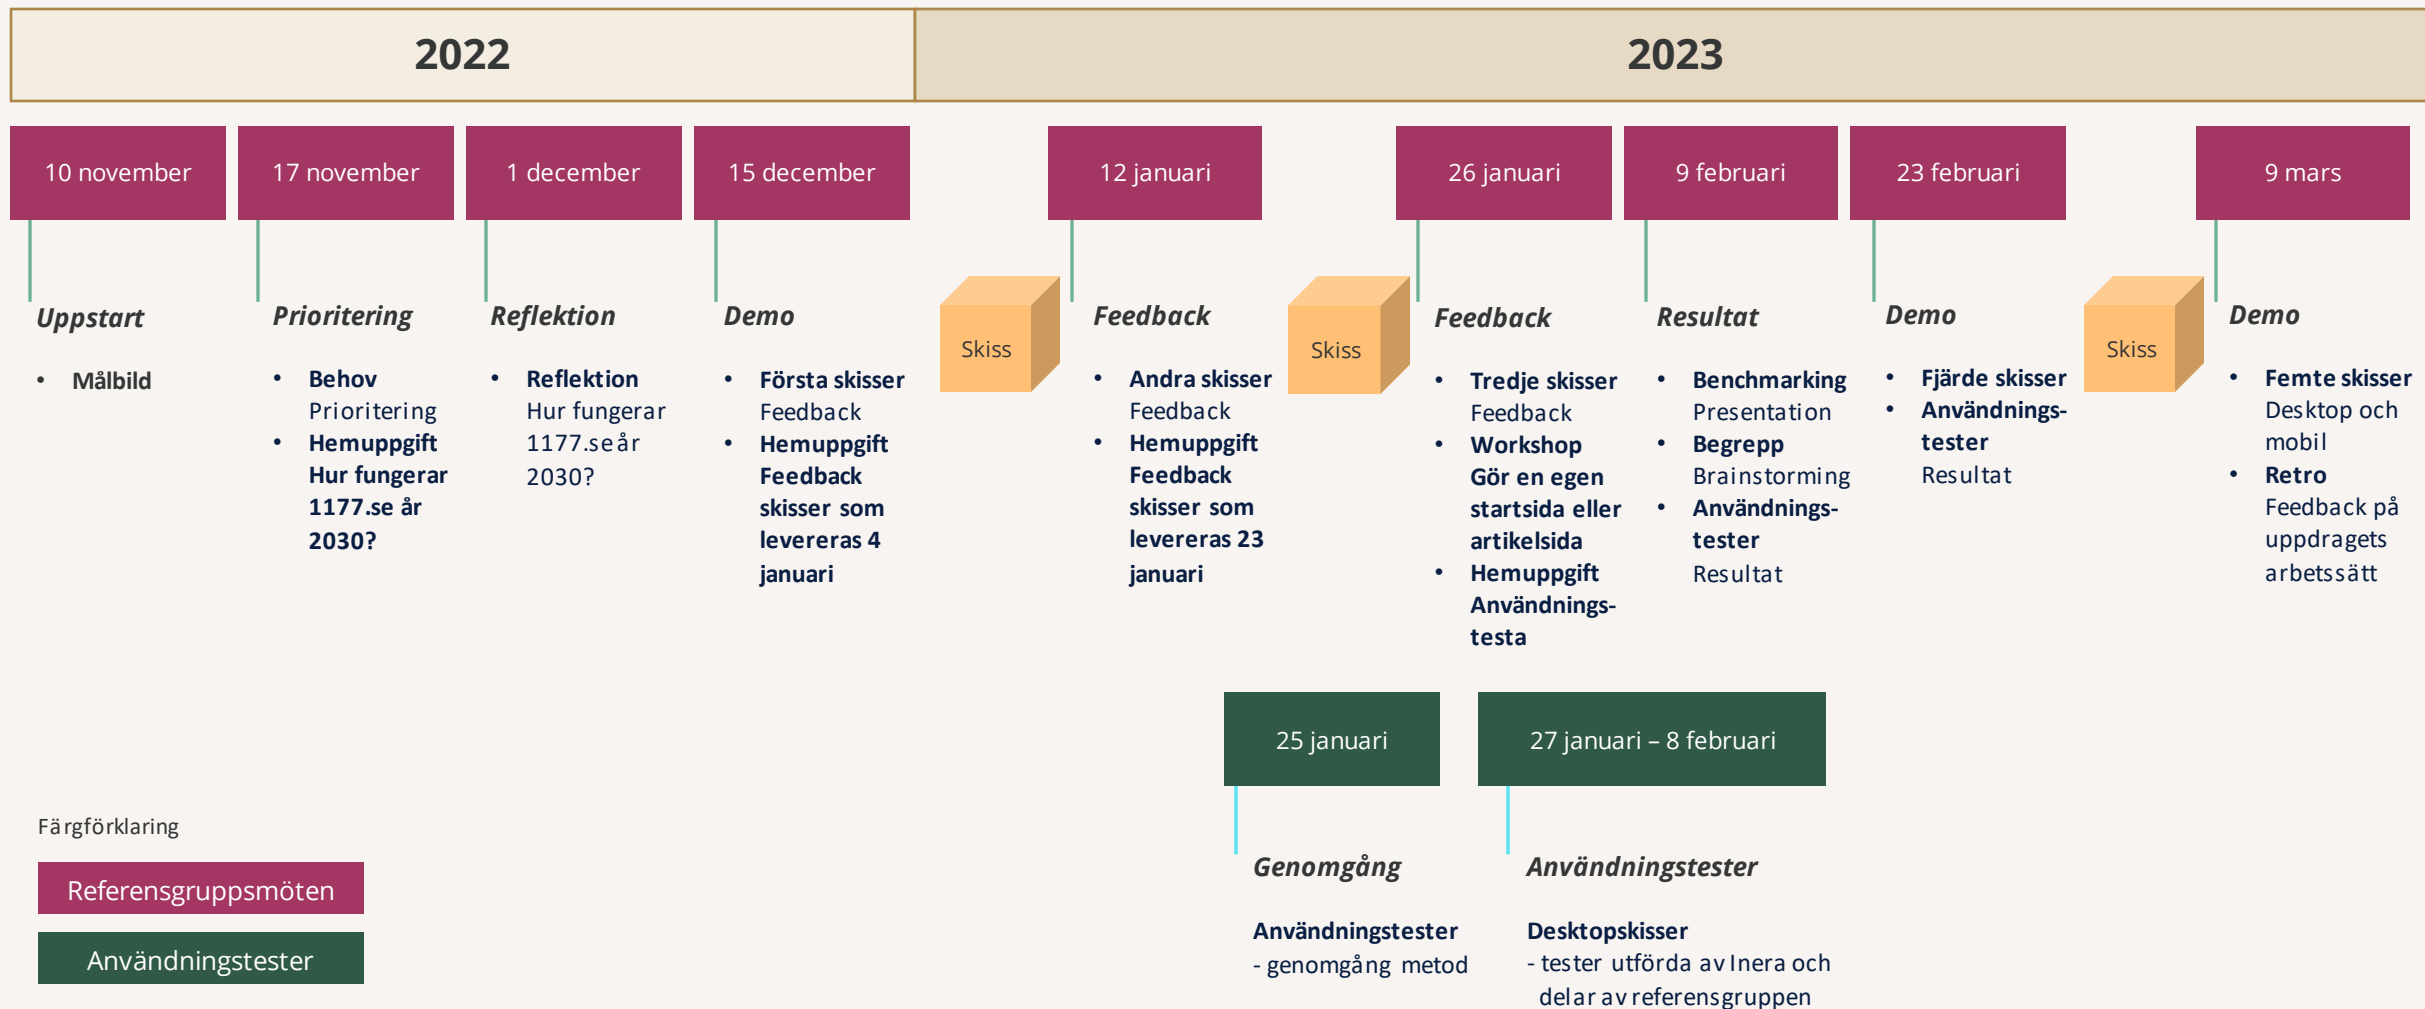 2022
2023
10 november
17 november
1 december
15 december
12 januari
26 januari
9 februari
23 februari
9 mars
Uppstart
• Målbild
Prioritering
• Behov
Prioritering
• Hemuppgift
Hur fungerar
1177.se år
2030?
Reflektion
• Reflektion
Hur fungerar
1177.se år
2030?
Demo
• Första skisser
Feedback
• Hemuppgift
Feedback
skisser som
levereras 4
januari
Skiss
Feedback
• Andra skisser
Feedback
• Hemuppgift
Feedback
skisser som
levereras 23
januari
Skiss
Feedback
• Tredje skisser
Feedback
• Workshop
Gör en egen
startsida eller
artikelsida
• Hemuppgift
Användnings-
testa
Resultat
• Benchmarking
Presentation
• Begrepp
Brainstorming
• Användnings-
tester
Resultat
Demo
• Fjärde skisser
• Användnings-
tester
Resultat
Skiss
Demo
• Femte skisser
Desktop och
mobil
• Retro
Feedback på
uppdragets
arbetssätt
25 januari
27 januari – 8 februari
Genomgång
Användningstester
- genomgång metod
Användningstester
Desktopskisser
- tester utförda av Inera och
delar av referensgruppen
Färgförklaring
Referensgruppsmöten
Användningstester